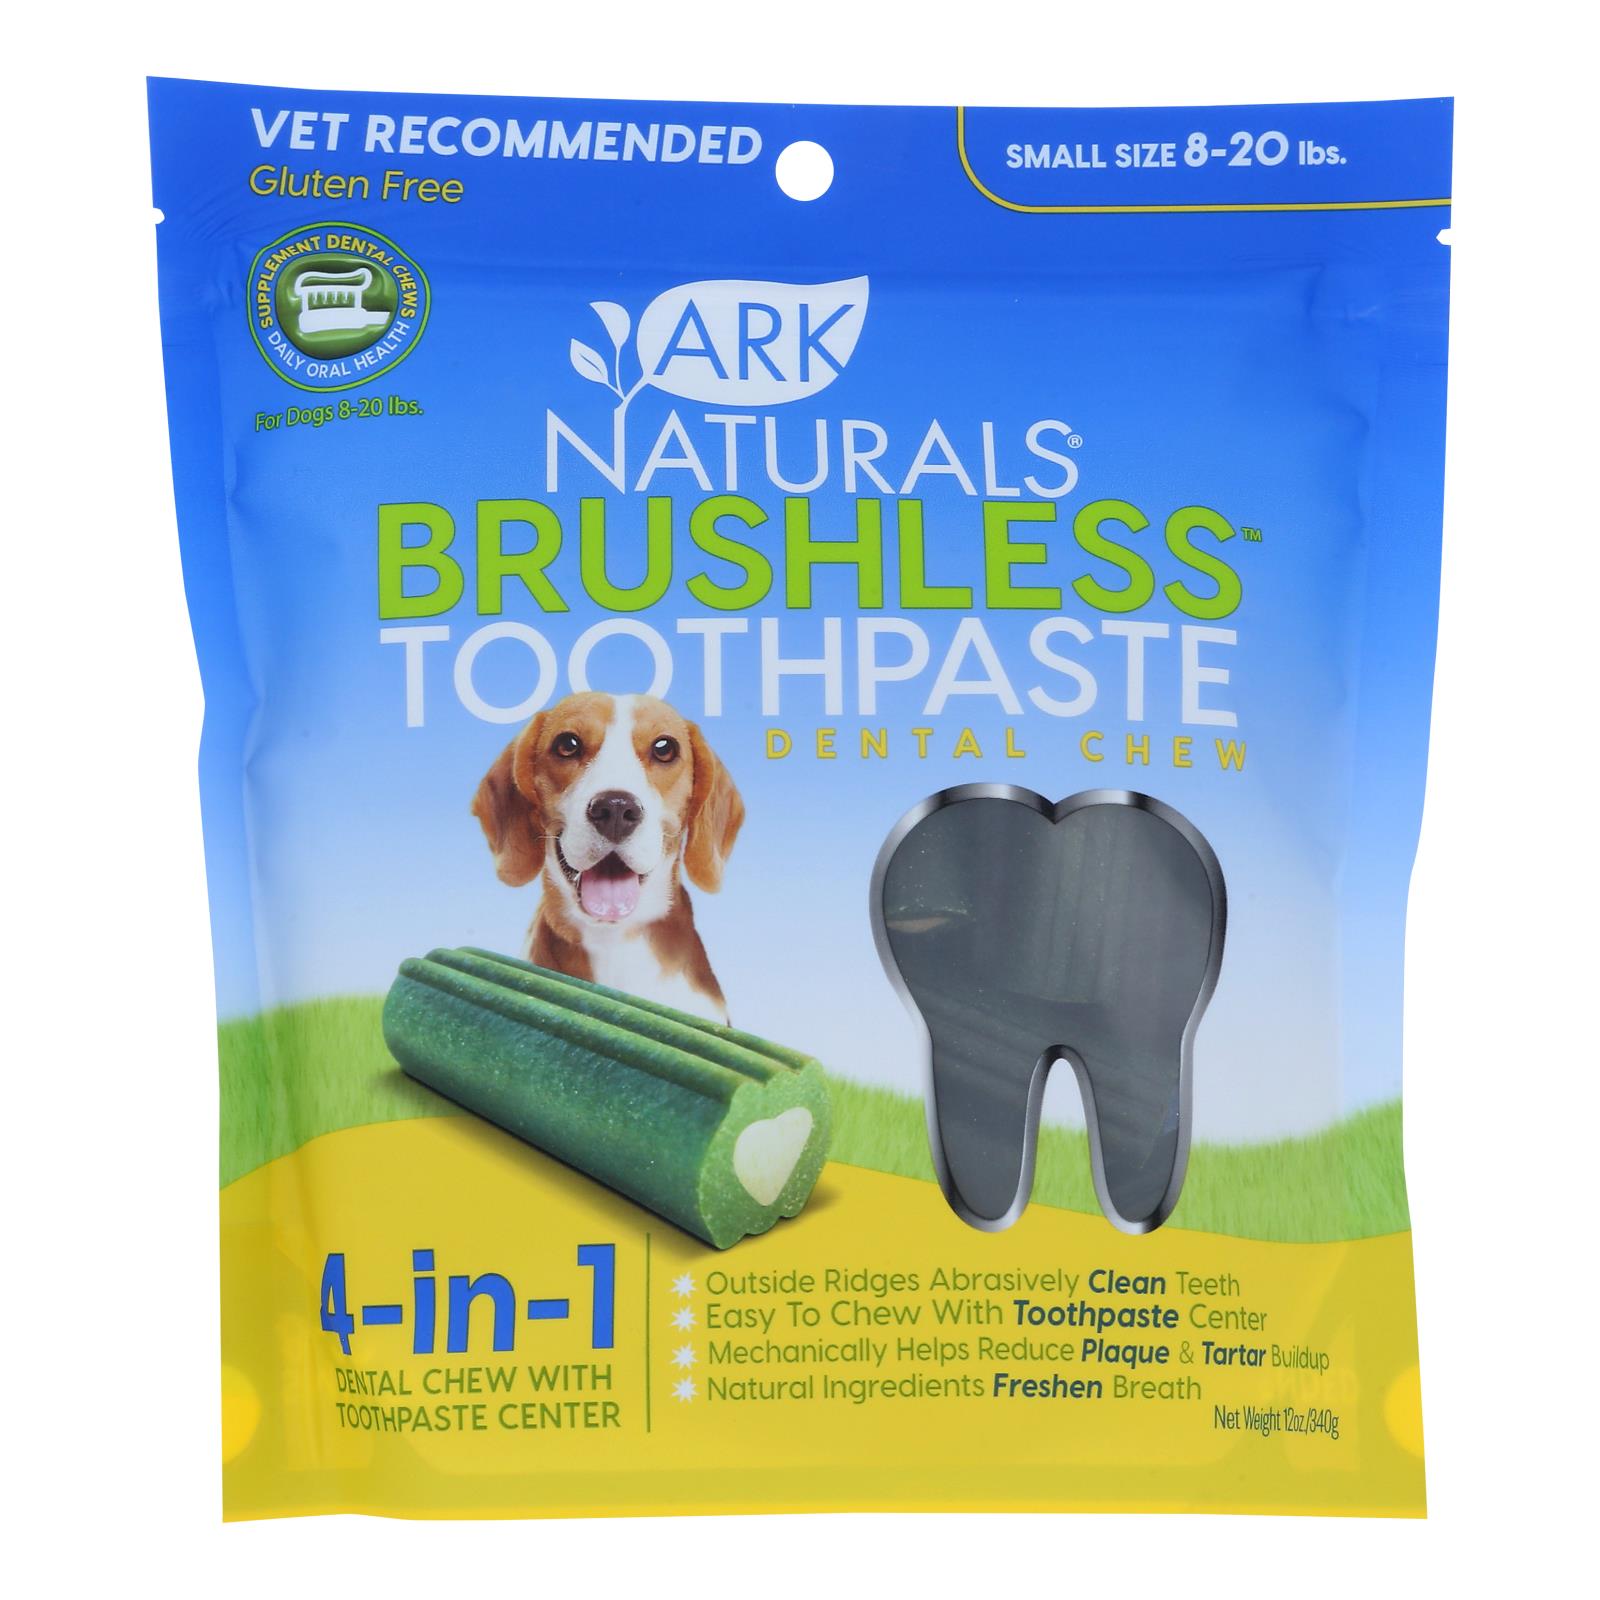 VET RECOMMENDED
Gluten Free
SMALL SIZE 8-20 lbs.
SUPPLEMENT DENTAL CHEWS
DAILY ORAL HEALTH
For Dogs 8-20 lbs.
ARK
NATURALS®
BRUSHLESS™
TOOTHPASTE
DENTAL CHEW
4-in-1
DENTAL CHEW WITH
TOOTHPASTE CENTER
Outside Ridges Abrasively Clean Teeth
Easy To Chew With Toothpaste Center
Mechanically Helps Reduce Plaque & Tartar Buildup
Natural Ingredients Freshen Breath
Net Weight 12oz./340g